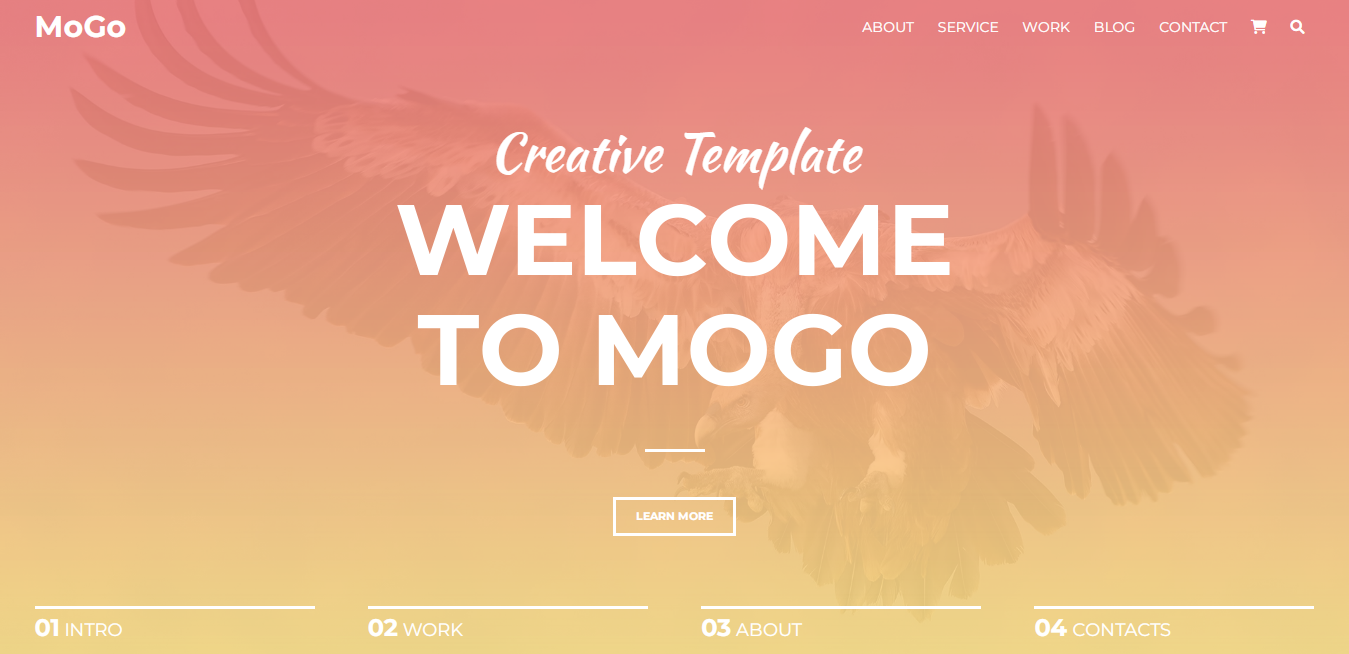 MoGo
ABOUT SERVICE WORK BLOG CONTACT
Creative Template
WELCOME
TO MOGO
LEARN MORE
01 INTRO
02 WORK
03 ABOUT
04 CONTACTS